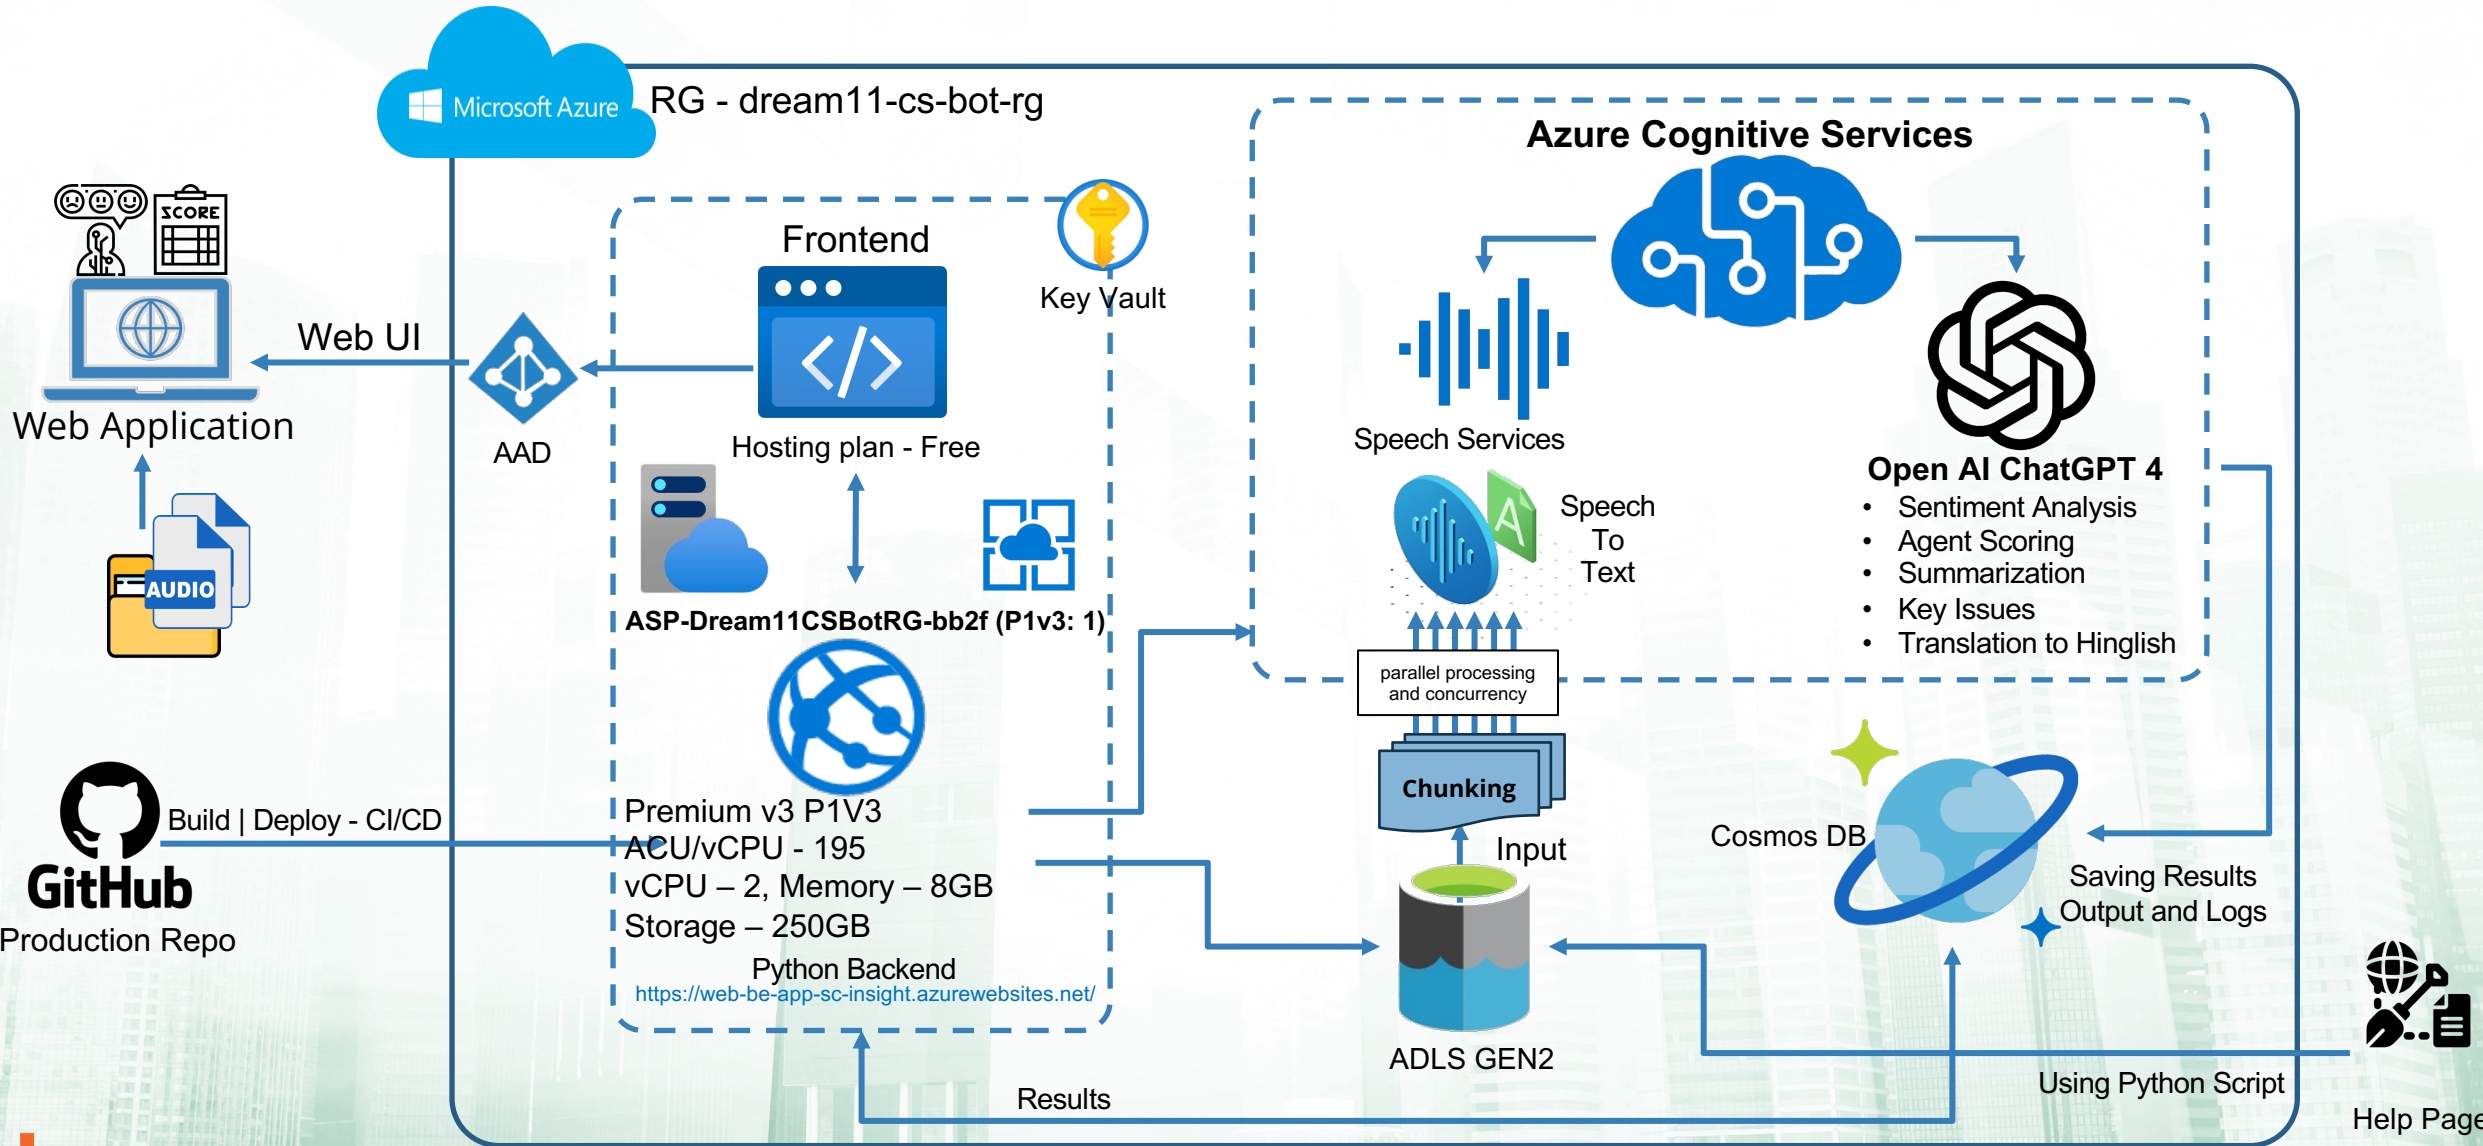 Microsoft Azure
RG - dream11-cs-bot-rg
SCORE
Web UI
Web Application
AUDIO
AAD
Frontend
Key Vault
Hosting plan - Free
ASP-Dream11CSBotRG-bb2f (P1v3: 1)
Premium v3 P1V3
ACU/vCPU - 195
vCPU – 2, Memory – 8GB
Storage – 250GB
Python Backend
https://web-be-app-sc-insight.azurewebsites.net/
Build | Deploy - CI/CD
GitHub
Production Repo
Azure Cognitive Services
Speech Services
Speech
To
Text
A
parallel processing
and concurrency
Chunking
Input
ADLS GEN2
Open AI ChatGPT 4
• Sentiment Analysis
• Agent Scoring
• Summarization
• Key Issues
• Translation to Hinglish
Cosmos DB
Saving Results
Output and Logs
Results
Using Python Script
Help Page